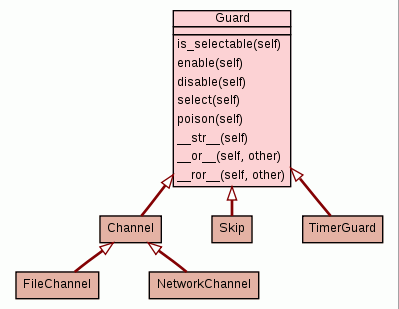 Guard
is_selectable(self)
enable(self)
disable(self)
select(self)
poison(self)
__str__(self)
__or__(self, other)
__ror__(self, other)
Channel
Skip
TimerGuard
FileChannel
NetworkChannel